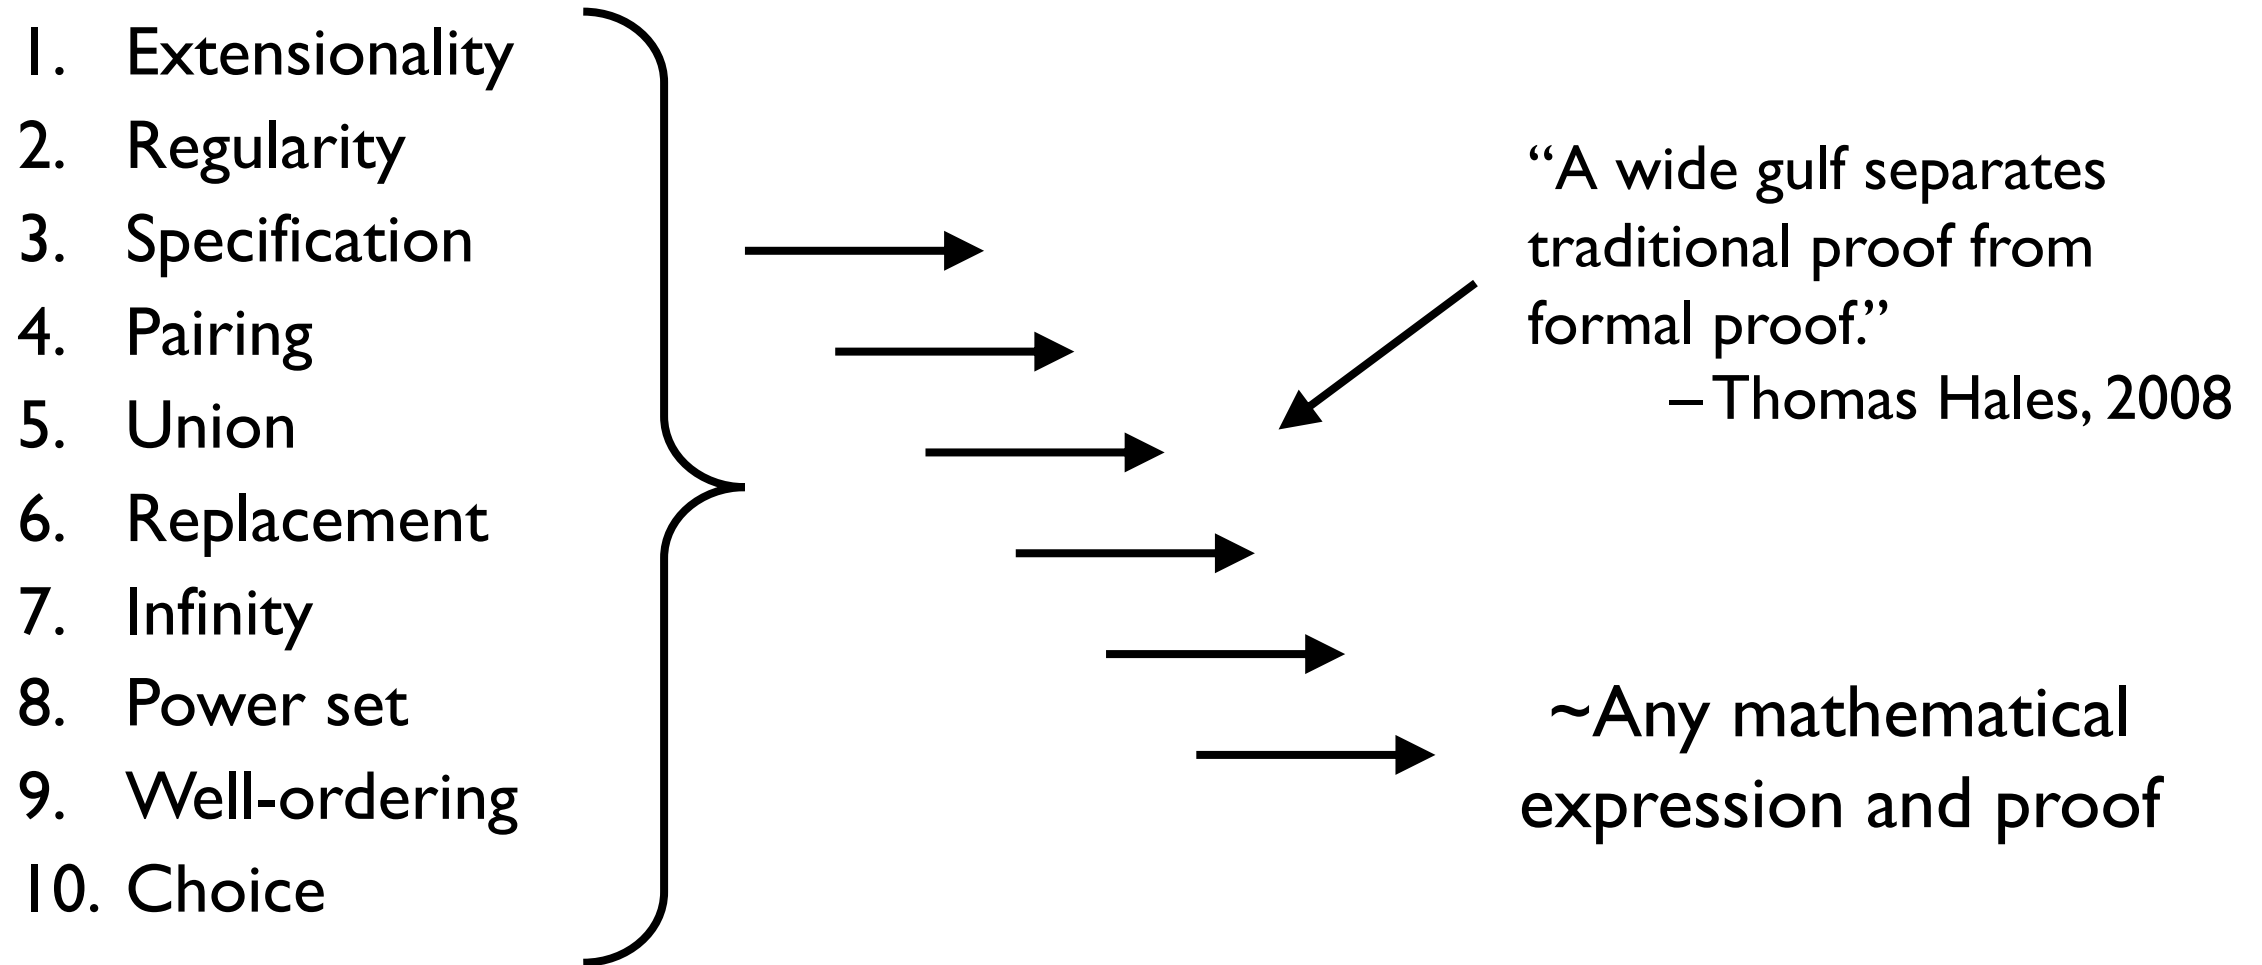 1. Extensionality
2. Regularity
3. Specification
4. Pairing
5. Union
6. Replacement
7. Infinity
8. Power set
9. Well-ordering
10. Choice
“A wide gulf separates
traditional proof from
formal proof.”
– Thomas Hales, 2008
~Any mathematical
expression and proof